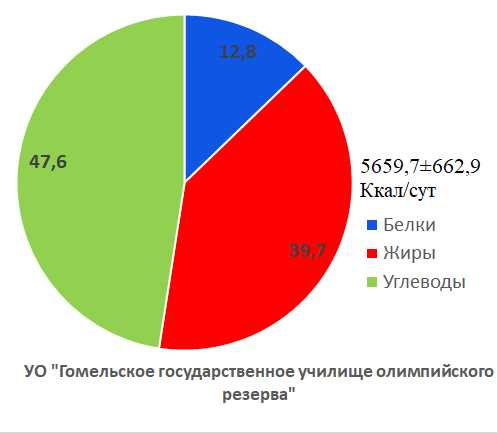 12,8
47,6
39,7
5659,7±662,9
Ккал/сут
Белки
Жиры
Углеводы
УО "Гомельское государственное училище олимпийского
резерва"